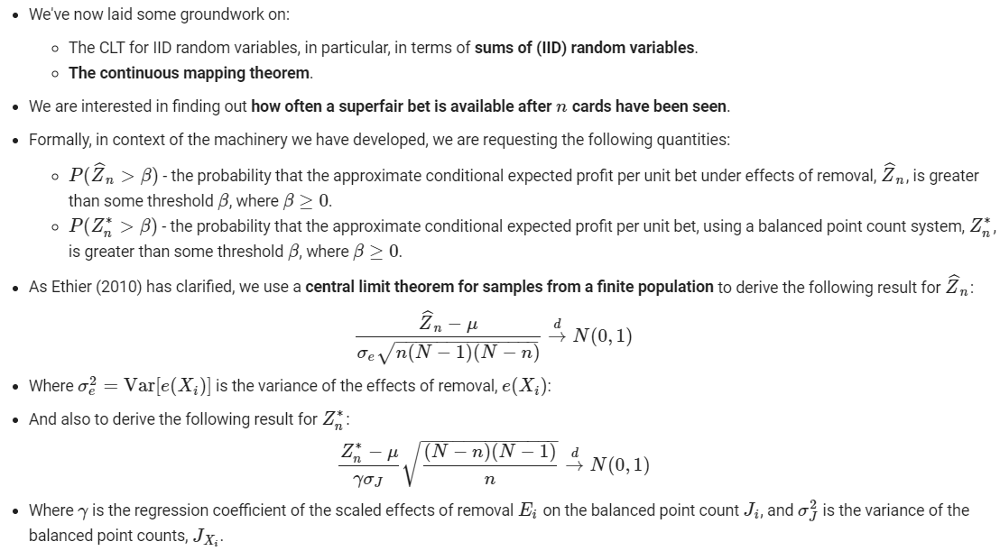 • We've now laid some groundwork on:
◦ The CLT for IID random variables, in particular, in terms of sums of (IID) random variables.
◦ The continuous mapping theorem.
• We are interested in finding out how often a superfair bet is available after $n$ cards have been seen.
• Formally, in context of the machinery we have developed, we are requesting the following quantities:
◦ $P(\widehat{Z}_n > \beta)$ - the probability that the approximate conditional expected profit per unit bet under effects of removal, $\widehat{Z}_n$, is greater
than some threshold $\beta$, where $\beta \geq 0$.
◦ $P(Z_n^* > \beta)$ - the probability that the approximate conditional expected profit per unit bet, using a balanced point count system, $Z_n^*$,
is greater than some threshold $\beta$, where $\beta \geq 0$.
• As Ethier (2010) has clarified, we use a central limit theorem for samples from a finite population to derive the following result for $\widehat{Z}_n$:
$\frac{\widehat{Z}_n - \mu}{\sigma_e \sqrt{n(N-1)(N-n)}} \xrightarrow{d} N(0,1)$
• Where $\sigma_e^2 = \mathrm{Var}[e(X_i)]$ is the variance of the effects of removal, $e(X_i)$:
• And also to derive the following result for $Z_n^*$:
$\frac{Z_n^* - \mu}{\gamma \sigma_J} \sqrt{\frac{(N-n)(N-1)}{n}} \xrightarrow{d} N(0,1)$
• Where $\gamma$ is the regression coefficient of the scaled effects of removal $E_i$ on the balanced point count $J_i$, and $\sigma_J^2$ is the variance of the
balanced point counts, $J_{X_i}$.